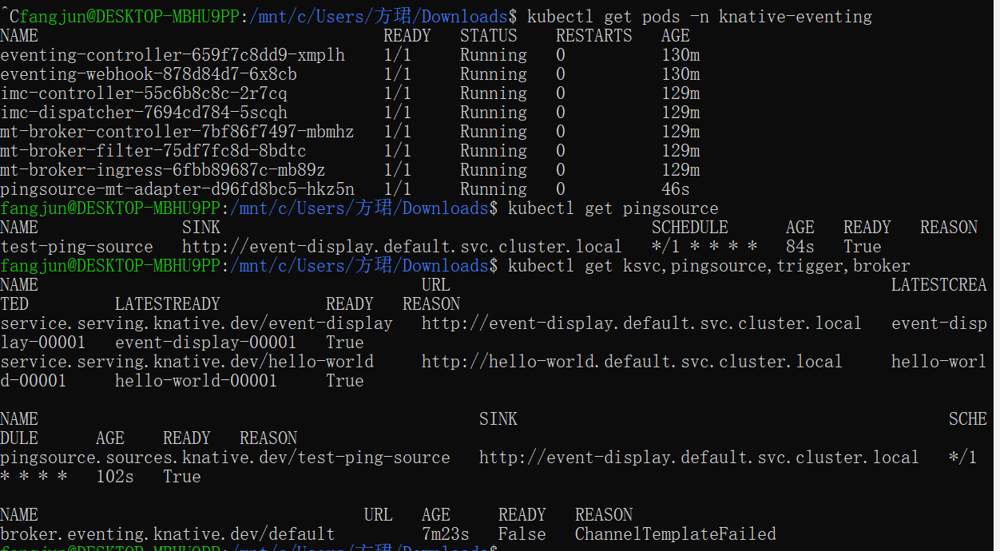 ^Cfangjun@DESKTOP-MBHU9PP:/mnt/c/Users/方珺/Downloads$ kubectl get pods -n knative-eventing
NAME READY STATUS RESTARTS AGE
eventing-controller-659f7c8dd9-xmplh 1/1 Running 0 130m
eventing-webhook-878d84d7-6x8cb 1/1 Running 0 130m
imc-controller-55c6b8c8c-2r7cq 1/1 Running 0 129m
imc-dispatcher-7694cd784-5scqh 1/1 Running 0 129m
mt-broker-controller-7bf86f7497-mbmhz 1/1 Running 0 129m
mt-broker-filter-75df7fc8d-8bdtc 1/1 Running 0 129m
mt-broker-ingress-6fbb89687c-mb89z 1/1 Running 0 129m
pingsource-mt-adapter-d96fd8bc5-hkz5n 1/1 Running 0 46s
fangjun@DESKTOP-MBHU9PP:/mnt/c/Users/方珺/Downloads$ kubectl get pingsource
NAME SINK SCHEDULE AGE READY REASON
test-ping-source http://event-display.default.svc.cluster.local */1 * * * * 84s True
fangjun@DESKTOP-MBHU9PP:/mnt/c/Users/方珺/Downloads$ kubectl get ksvc,pingsource,trigger,broker
NAME URL LATESTCREA
TED LATESTREADY READY REASON
service.serving.knative.dev/event-display http://event-display.default.svc.cluster.local event-disp
lay-00001 event-display-00001 True
service.serving.knative.dev/hello-world http://hello-world.default.svc.cluster.local hello-worl
d-00001 hello-world-00001 True
NAME SINK SCHE
DULE AGE READY REASON
pingsource.sources.knative.dev/test-ping-source http://event-display.default.svc.cluster.local */1
* * * * 102s True
NAME URL AGE READY REASON
broker.eventing.knative.dev/default 7m23s False ChannelTemplateFailed
fangjun@DESKTOP-MBHU9PP:/mnt/c/Users/方珺/Downloads$